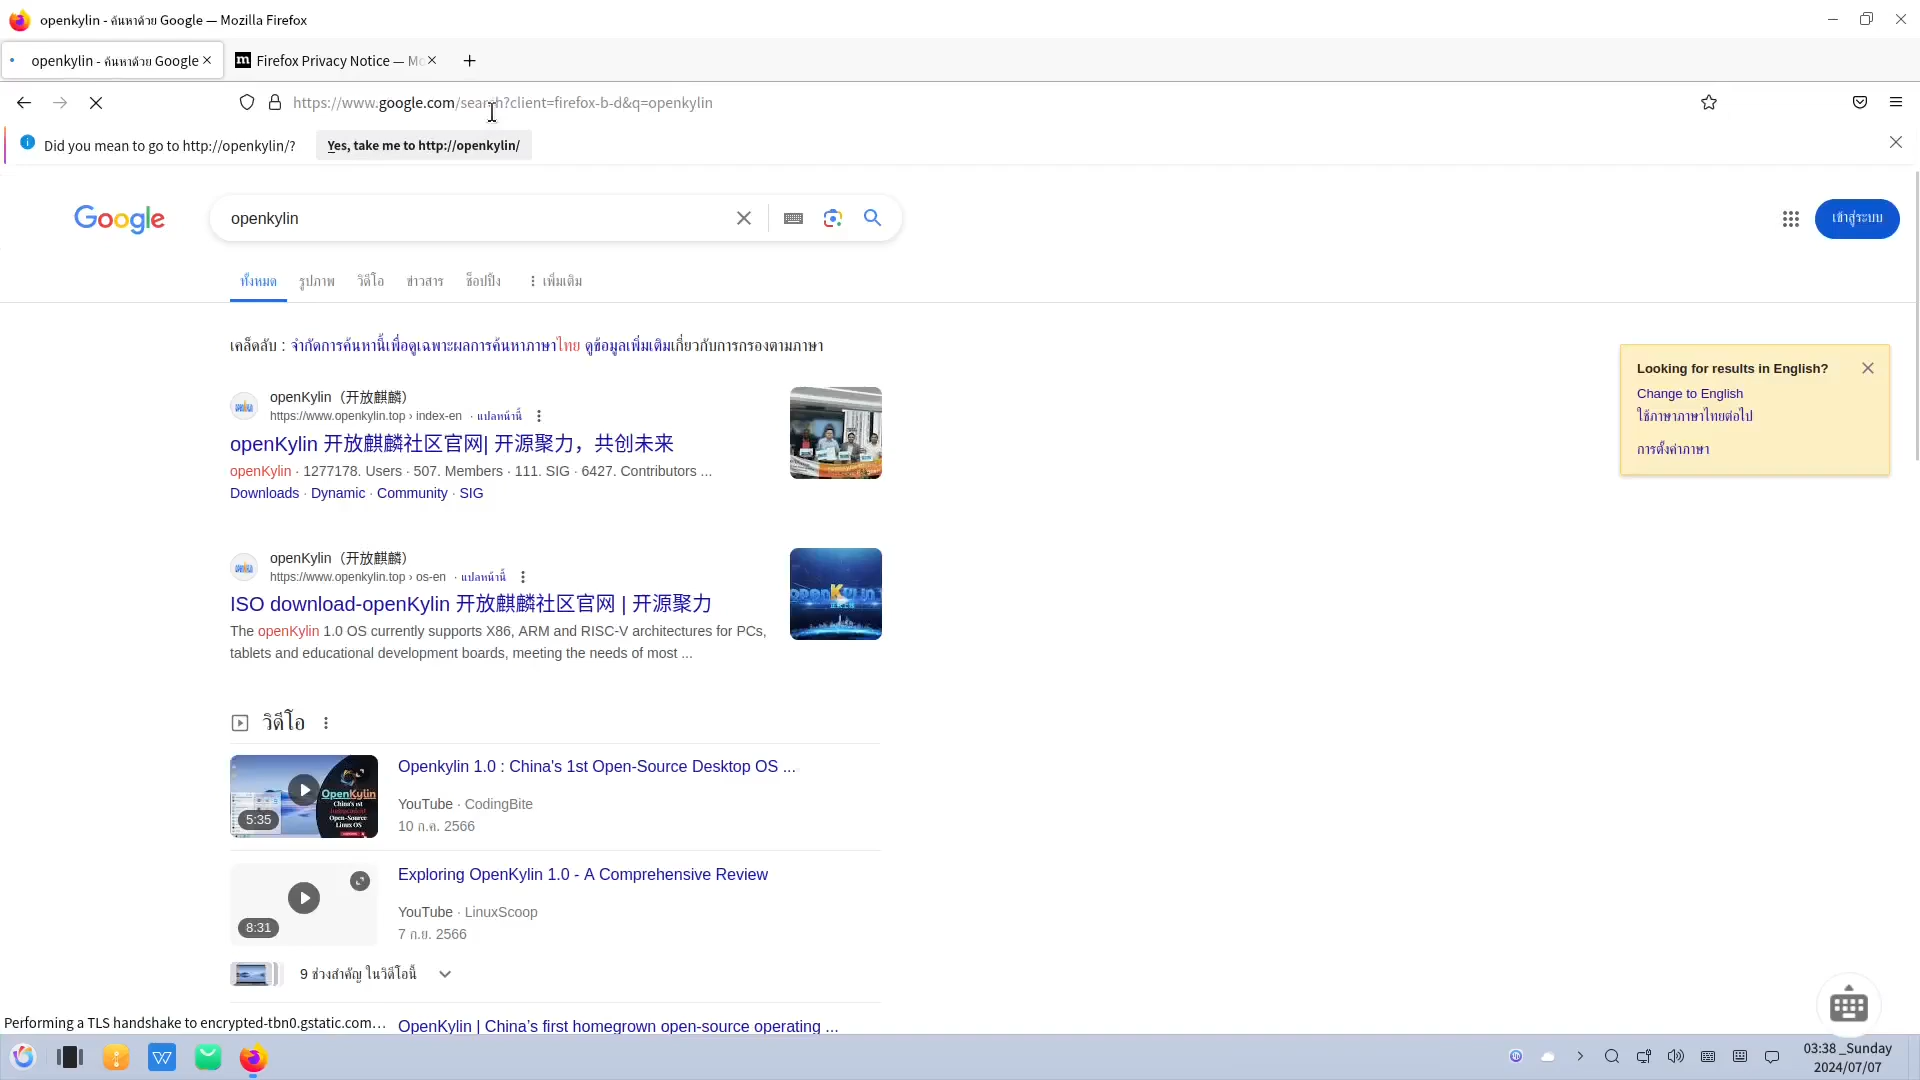 openkylin - ค้นหาด้วย Google — Mozilla Firefox
openkylin - ค้นหาด้วย Google
Firefox Privacy Notice — Mo
https://www.google.com/search?client=firefox-b-d&q=openkylin
Did you mean to go to http://openkylin/?
Yes, take me to http://openkylin/
Google
openkylin
เข้าสู่ระบบ
ทั้งหมด
รูปภาพ
วิดีโอ
ข่าวสาร
ช็อปปิ้ง
เพิ่มเติม
เคล็ดลับ : จำกัดการค้นหานี้เพื่อดูเฉพาะผลการค้นหาภาษาไทย ดูข้อมูลเพิ่มเติมเกี่ยวกับการกรองตามภาษา
Looking for results in English?
Change to English
ใช้ภาษาภาษาไทยต่อไป
การตั้งค่าภาษา
openKylin（开放麒麟）
https://www.openkylin.top › index-en · แปลหน้านี้
openKylin 开放麒麟社区官网| 开源聚力，共创未来
openKylin · 1277178. Users · 507. Members · 111. SIG · 6427. Contributors ...
Downloads · Dynamic · Community · SIG
openKylin（开放麒麟）
https://www.openkylin.top › os-en · แปลหน้านี้
ISO download-openKylin 开放麒麟社区官网 | 开源聚力
The openKylin 1.0 OS currently supports X86, ARM and RISC-V architectures for PCs,
tablets and educational development boards, meeting the needs of most ...
openKylin
วิดีโอ
OpenKylin
China's 1st
Open-Source
Linux OS
5:35
Openkylin 1.0 : China's 1st Open-Source Desktop OS ...
YouTube · CodingBite
10 ก.ค. 2566
8:31
Exploring OpenKylin 1.0 - A Comprehensive Review
YouTube · LinuxScoop
7 ก.ย. 2566
9 ช่วงสำคัญ ในวิดีโอนี้
Performing a TLS handshake to encrypted-tbn0.gstatic.com…
OpenKylin | China's first homegrown open-source operating ...
03:38 _Sunday
2024/07/07